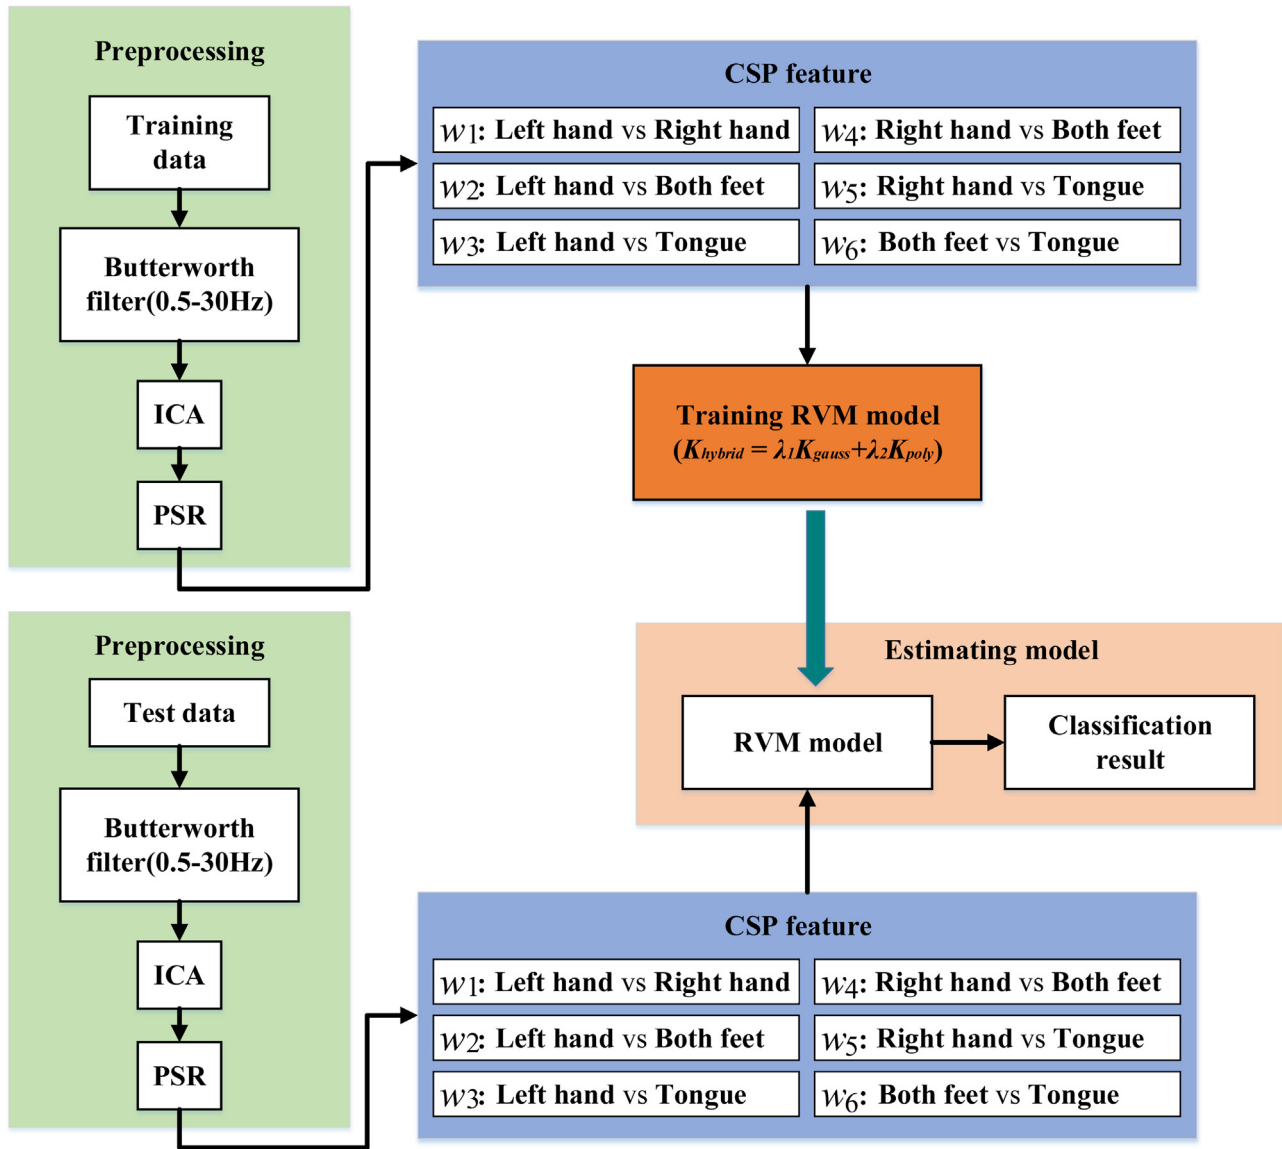 Preprocessing
Training
data
Butterworth
filter(0.5-30Hz)
ICA
PSR
CSP feature
w1: Left hand vs Right hand
w2: Left hand vs Both feet
w3: Left hand vs Tongue
w4: Right hand vs Both feet
w5: Right hand vs Tongue
w6: Both feet vs Tongue
Training RVM model
(Khybrid = λ1Kgauss+λ2Kpoly)
Preprocessing
Test data
Butterworth
filter(0.5-30Hz)
ICA
PSR
Estimating model
RVM model
Classification
result
CSP feature
w1: Left hand vs Right hand
w2: Left hand vs Both feet
w3: Left hand vs Tongue
w4: Right hand vs Both feet
w5: Right hand vs Tongue
w6: Both feet vs Tongue